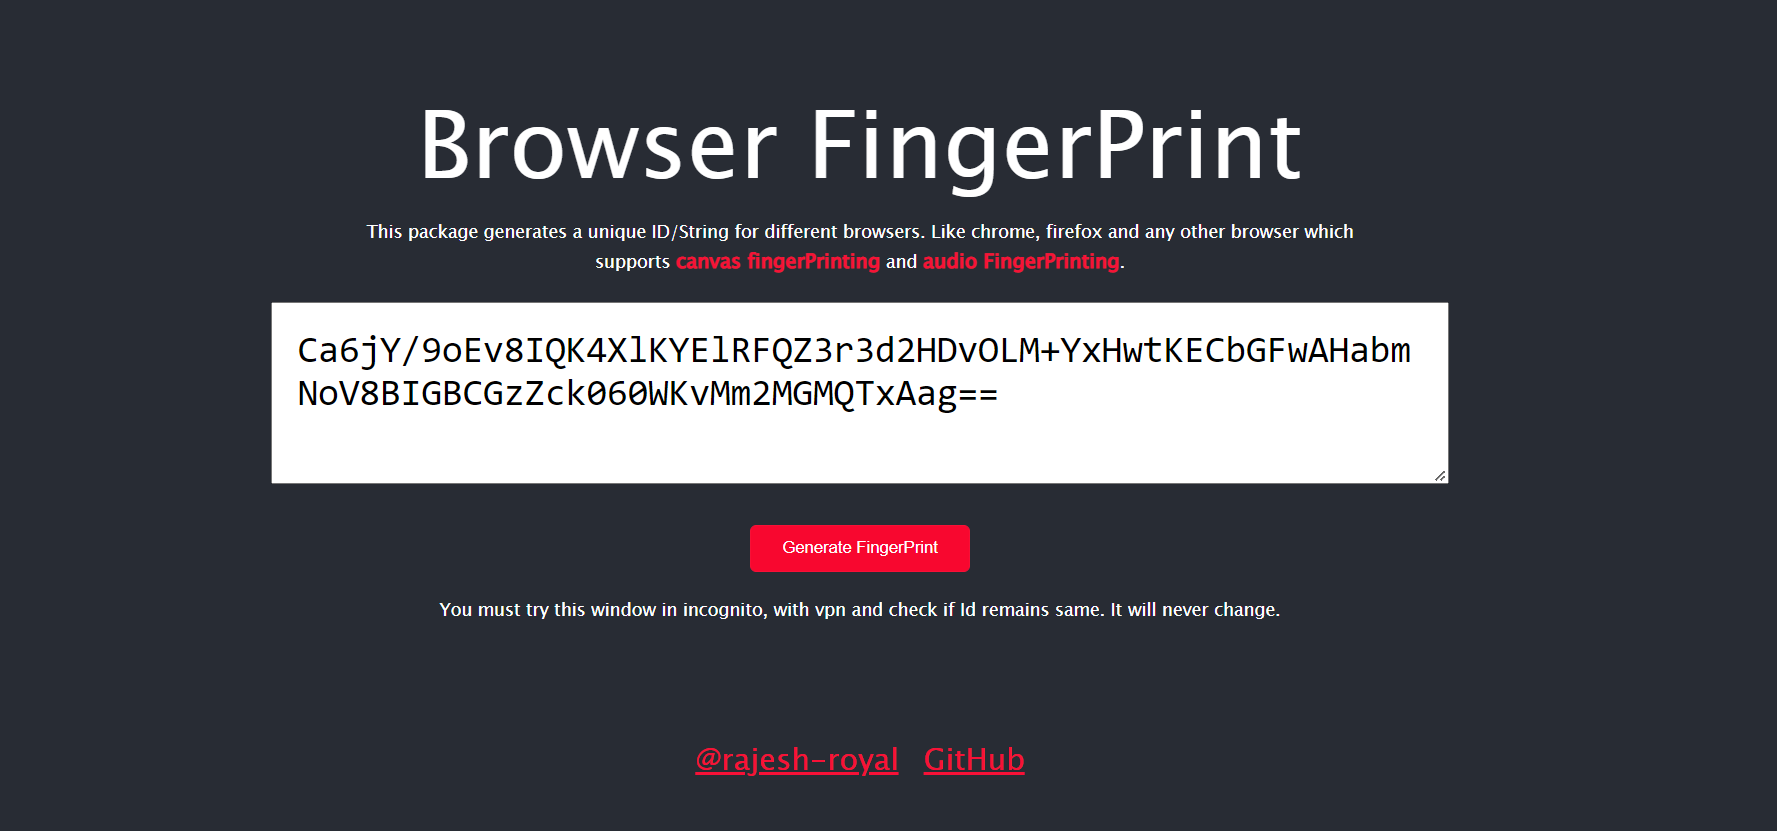 Browser FingerPrint
This package generates a unique ID/String for different browsers. Like chrome, firefox and any other browser which
supports canvas fingerPrinting and audio FingerPrinting.
Ca6jY/9oEv8IQK4XlKYElRFQZ3r3d2HDvOLM+YxHwtKECbGFwAHabm
NoV8BIGBCGzZck060WKvMm2MGMQTxAag==
Generate FingerPrint
You must try this window in incognito, with vpn and check if Id remains same. It will never change.
@rajesh-royal GitHub